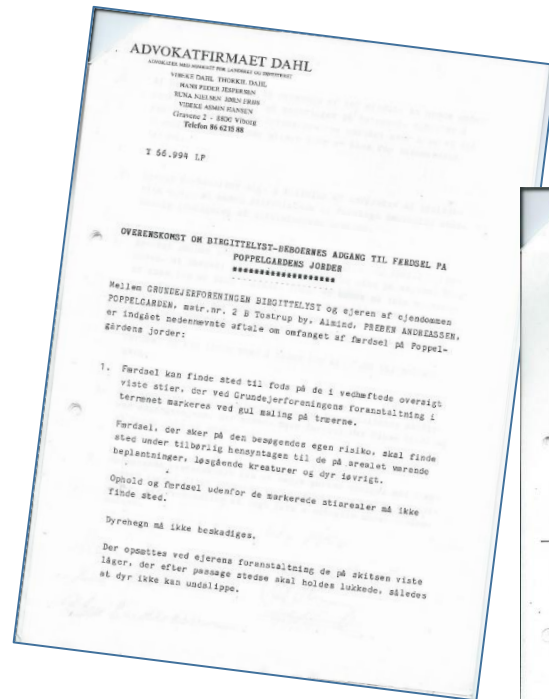 ADVOKATFIRMAET DAHL
VIBEKE DAHL THORKIL DAHL
HANS PEDER JESPERSEN
RUNA NIELSEN
VIBEKE ASMIN HANSEN
Gravene 2 - 8800 Viborg
Telefon 86 62 15 88
Y 66.994 LP
OVERENSKOMST OM BIRGITTELYST-BEBOERNES ADGANG TIL FÆRDSEL PÅ
POPPELGÅRDENS JORDER
Mellem GRUNDEJERFORENINGEN BIRGITTELYST og ejeren af ejendommen
POPPELGARDEN, matr.nr. 2 B Tostrup by, Almind, PREBEN ANDREASSEN,
er indgået nedennævnte aftale om omfanget af færdsel på Poppel-
gårdens jorder:
1. Færdsel kan finde sted til fods på de i vedhæftede oversigt
viste stier, der ved Grundejerforeningens foranstaltning i
terrænet markeres ved gul maling på træerne.
Færdsel, der sker på den besøgendes egen risiko, skal finde
sted under tilbørlig hensyntagen til de på arealet værende
beplantninger, løsgående kreaturer og dyr iøvrigt.
Ophold og færdsel udenfor de markerede stiarealer må ikke
finde sted.
Dyrehegn må ikke beskadiges.
Der opsættes ved ejerens foranstaltning de på skitsen viste
låger, der efter passage stedse skal holdes lukkede, således
at dyr ikke kan undslippe.